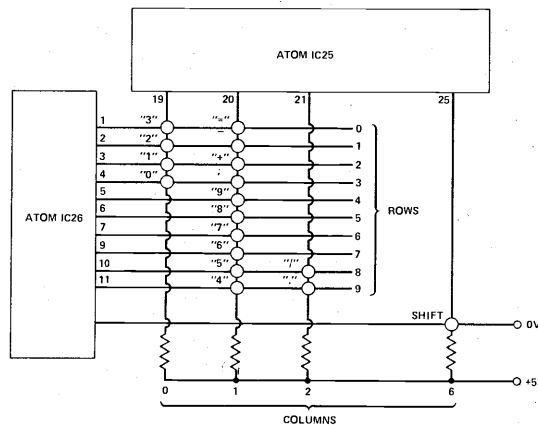 ATOM IC25
19 20 21 25
1 "3" "=" 0
2 "2" – 1
3 "1" "+" 2
4 "0" ; 3
5 "9" 4
6 "8" 5
7 "7" 6
9 "6" 7
10 "5" "/" 8
11 "4" "." 9
ATOM IC26
ROWS
SHIFT
0V
+5
0 1 2 6
COLUMNS